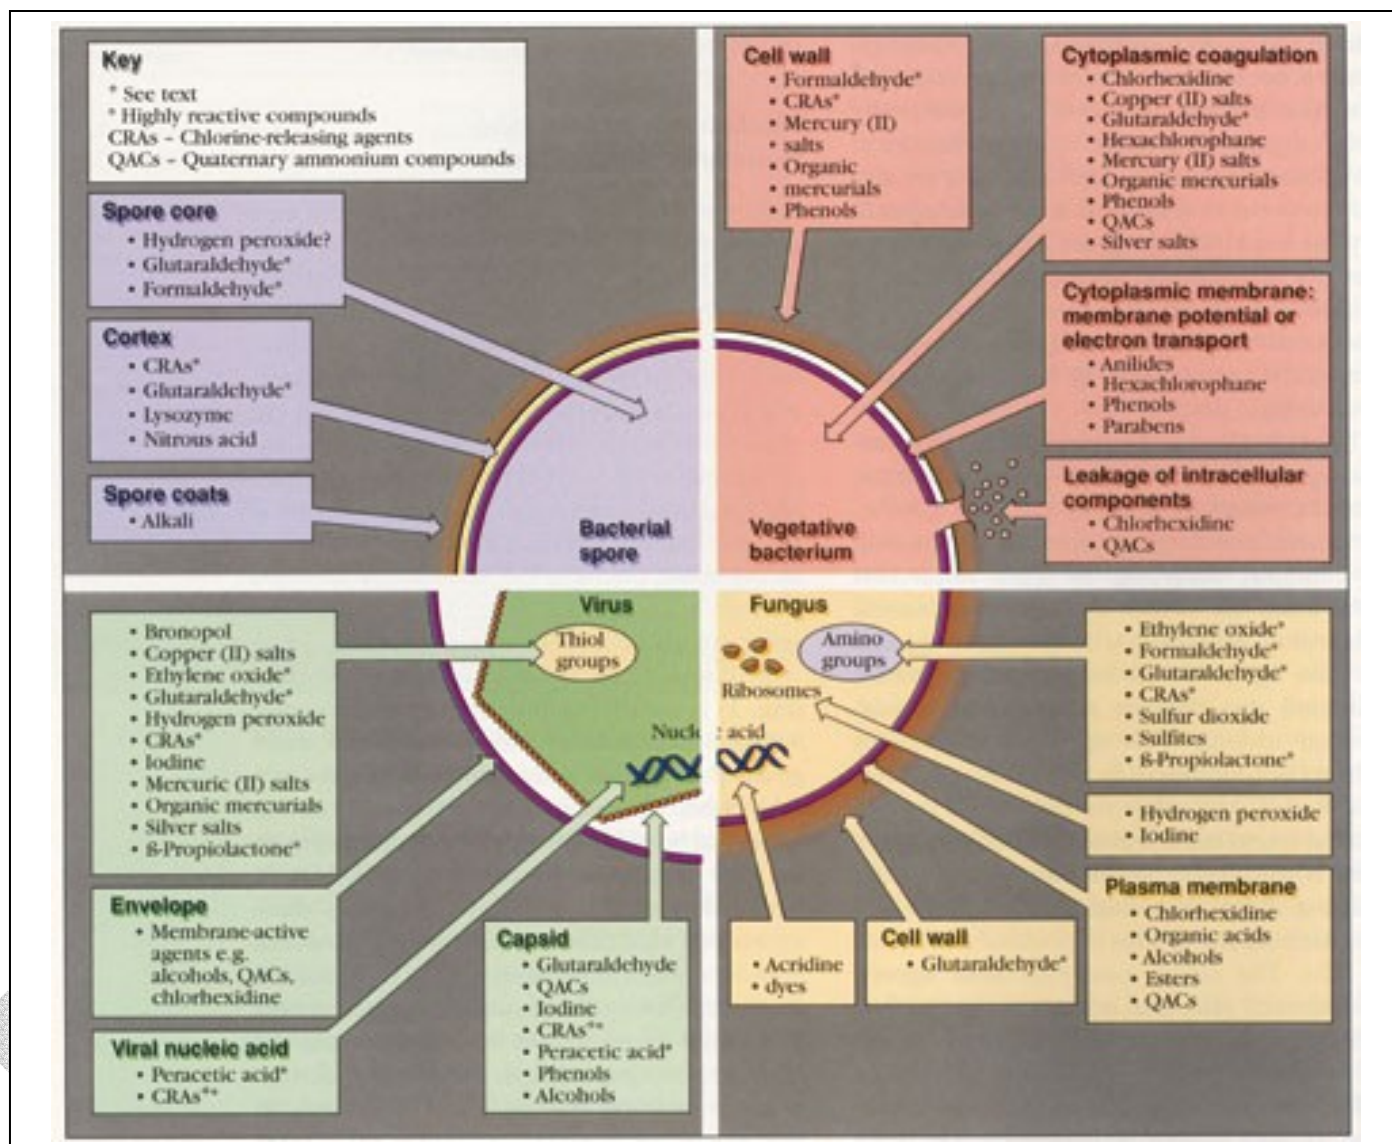 Key
* See text
* Highly reactive compounds
CRAs – Chlorine-releasing agents
QACs – Quaternary ammonium compounds
Spore core
• Hydrogen peroxide?
• Glutaraldehyde*
• Formaldehyde*
Cortex
• CRAs*
• Glutaraldehyde*
• Lysozyme
• Nitrous acid
Spore coats
• Alkali
Bacterial
spore
Cell wall
• Formaldehyde*
• CRAs*
• Mercury (II)
• salts
• Organic
• mercurials
• Phenols
Cytoplasmic coagulation
• Chlorhexidine
• Copper (II) salts
• Glutaraldehyde*
• Hexachlorophane
• Mercury (II) salts
• Organic mercurials
• Phenols
• QACs
• Silver salts
Cytoplasmic membrane:
membrane potential or
electron transport
• Anilides
• Hexachlorophane
• Phenols
• Parabens
Leakage of intracellular
components
• Chlorhexidine
• QACs
Vegetative
bacterium
Virus
Thiol
groups
• Bronopol
• Copper (II) salts
• Ethylene oxide*
• Glutaraldehyde*
• Hydrogen peroxide
• CRAs*
• Iodine
• Mercuric (II) salts
• Organic mercurials
• Silver salts
• ß-Propiolactone*
Envelope
• Membrane-active
agents e.g.
alcohols, QACs,
chlorhexidine
Viral nucleic acid
• Peracetic acid*
• CRAs**
Capsid
• Glutaraldehyde
• QACs
• Iodine
• CRAs**
• Peracetic acid*
• Phenols
• Alcohols
Fungus
Amino
groups
Ribosomes
Nucleic acid
• Ethylene oxide*
• Formaldehyde*
• Glutaraldehyde*
• CRAs*
• Sulfur dioxide
• Sulfites
• ß-Propiolactone*
• Hydrogen peroxide
• Iodine
Plasma membrane
• Chlorhexidine
• Organic acids
• Alcohols
• Esters
• QACs
• Acridine
• dyes
Cell wall
• Glutaraldehyde*